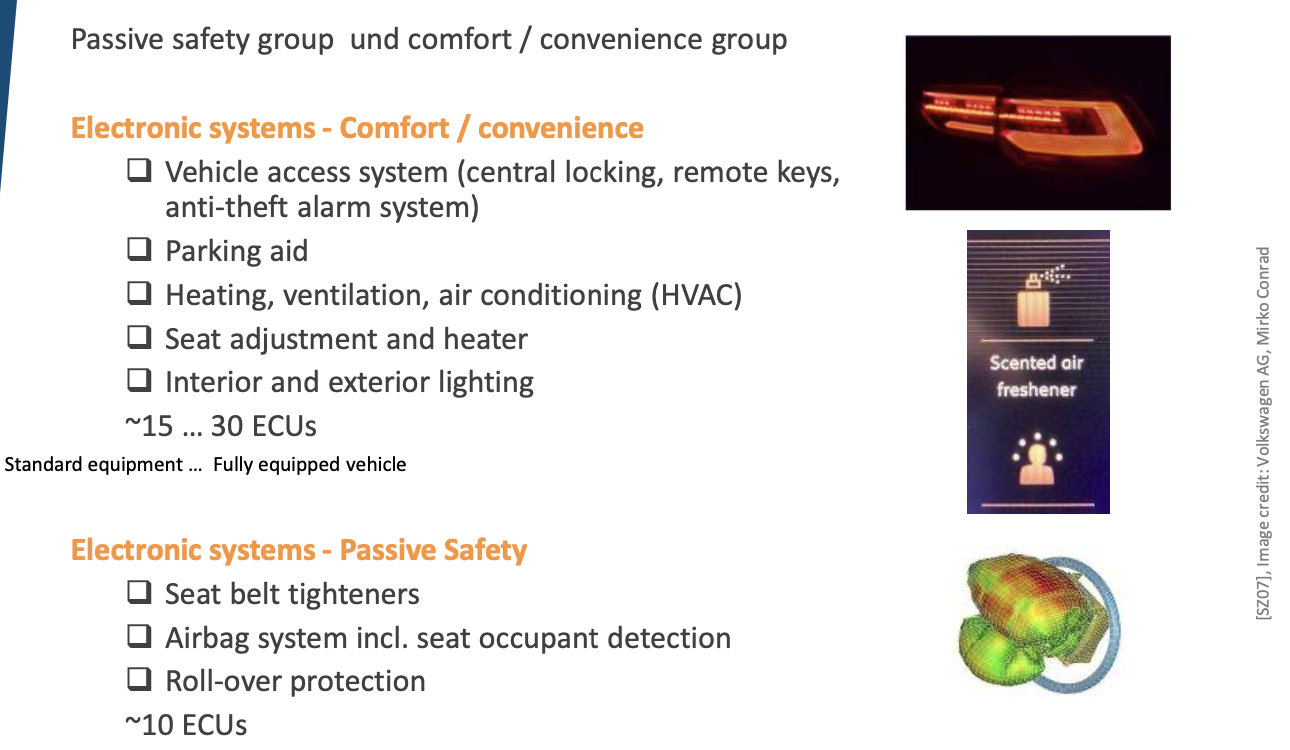 Passive safety group  und comfort / convenience group
Electronic systems - Comfort / convenience
❑ Vehicle access system (central locking, remote keys,
anti-theft alarm system)
❑ Parking aid
❑ Heating, ventilation, air conditioning (HVAC)
❑ Seat adjustment and heater
❑ Interior and exterior lighting
~15 … 30 ECUs
Standard equipment …  Fully equipped vehicle
Electronic systems - Passive Safety
❑ Seat belt tighteners
❑ Airbag system incl. seat occupant detection
❑ Roll-over protection
~10 ECUs
Scented air
freshener
[SZ07], Image credit: Volkswagen AG, Mirko Conrad